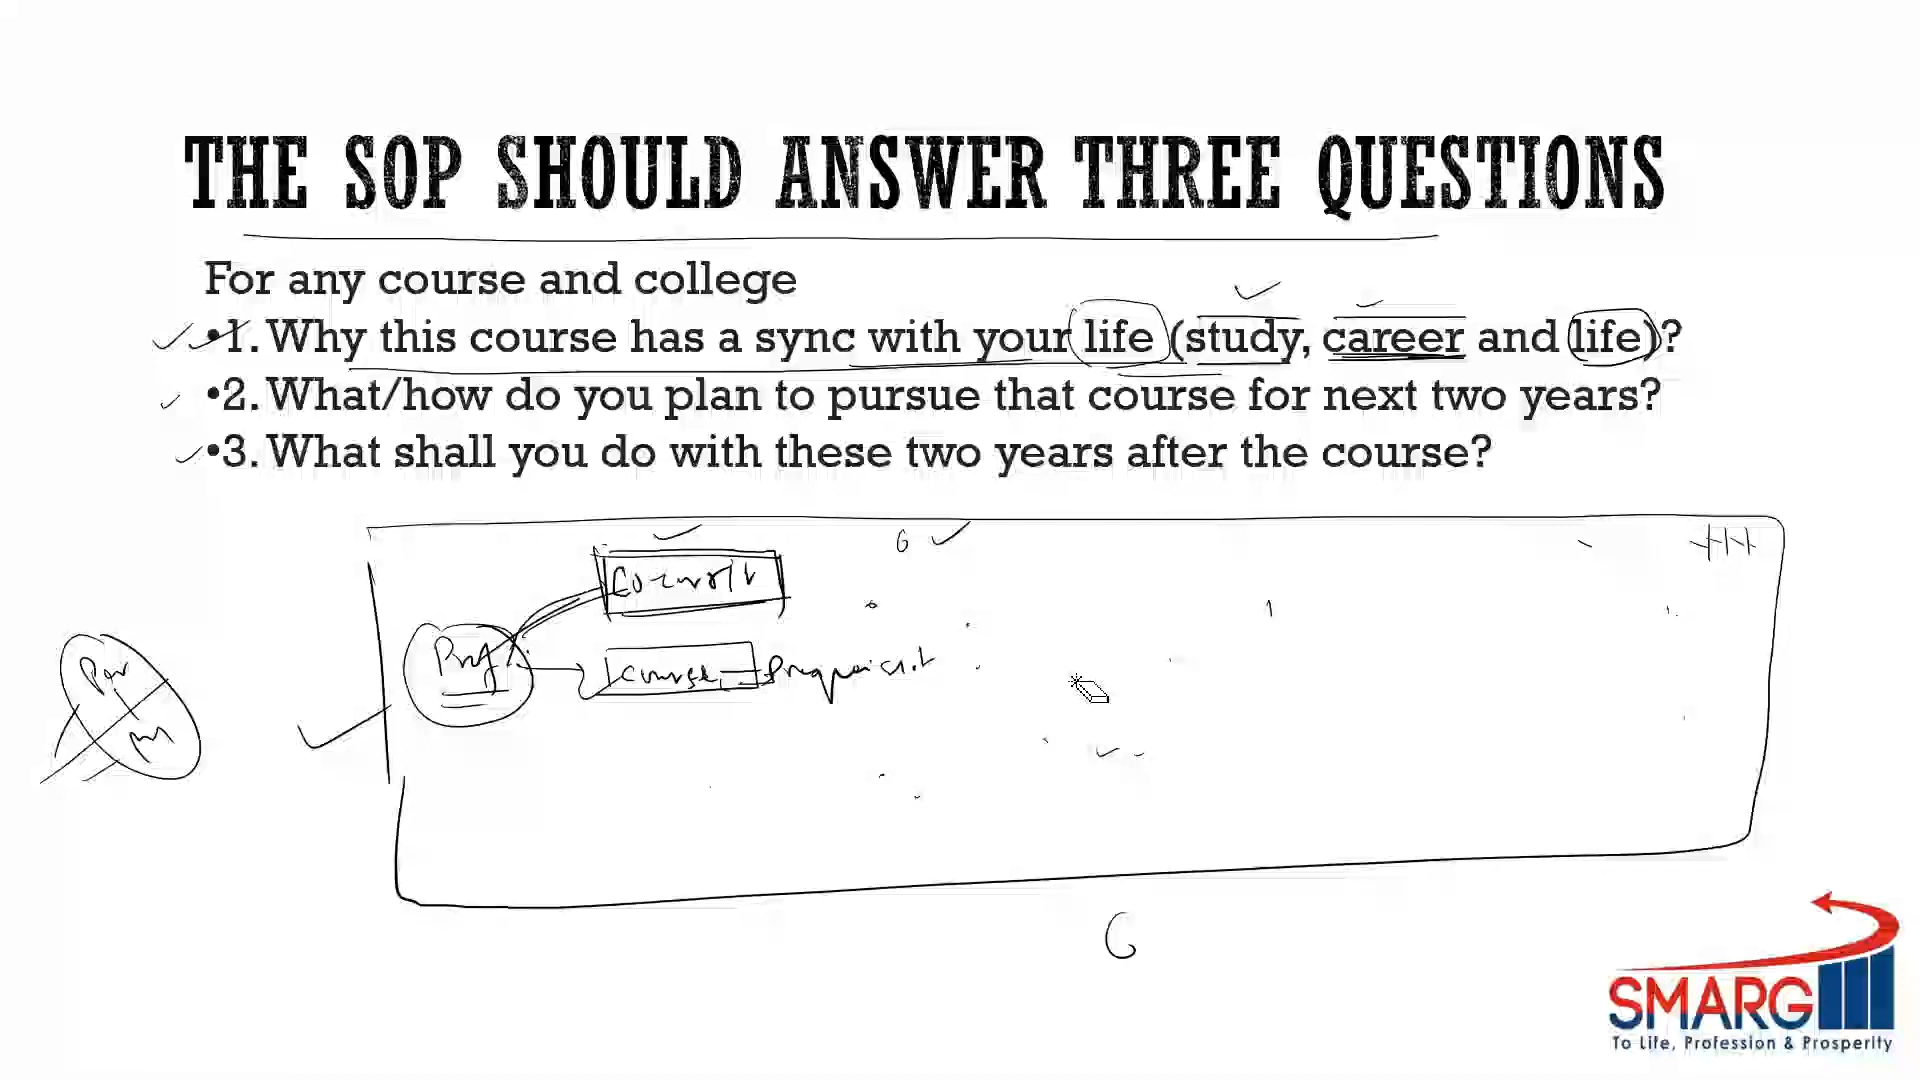 THE SOP SHOULD ANSWER THREE QUESTIONS
For any course and college
•1. Why this course has a sync with your life (study, career and life)?
•2. What/how do you plan to pursue that course for next two years?
•3. What shall you do with these two years after the course?
6
course
SMARG
To Life, Profession & Prosperity